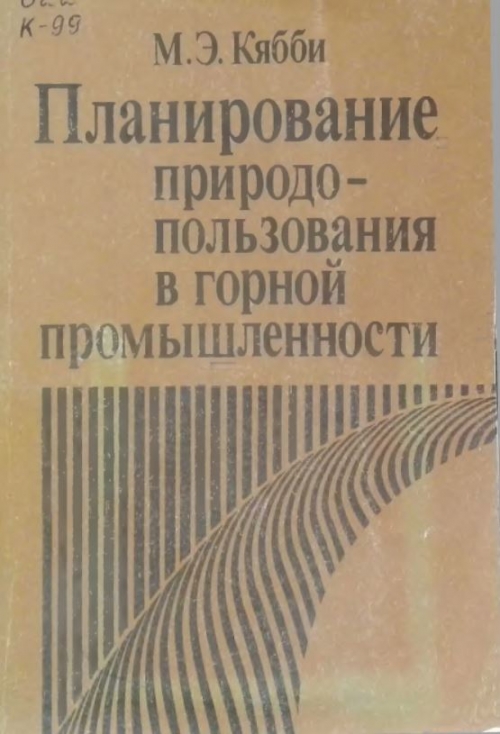 К-99
М.Э. Кябби
Планирование
природо-
пользования
в горной
промышленности